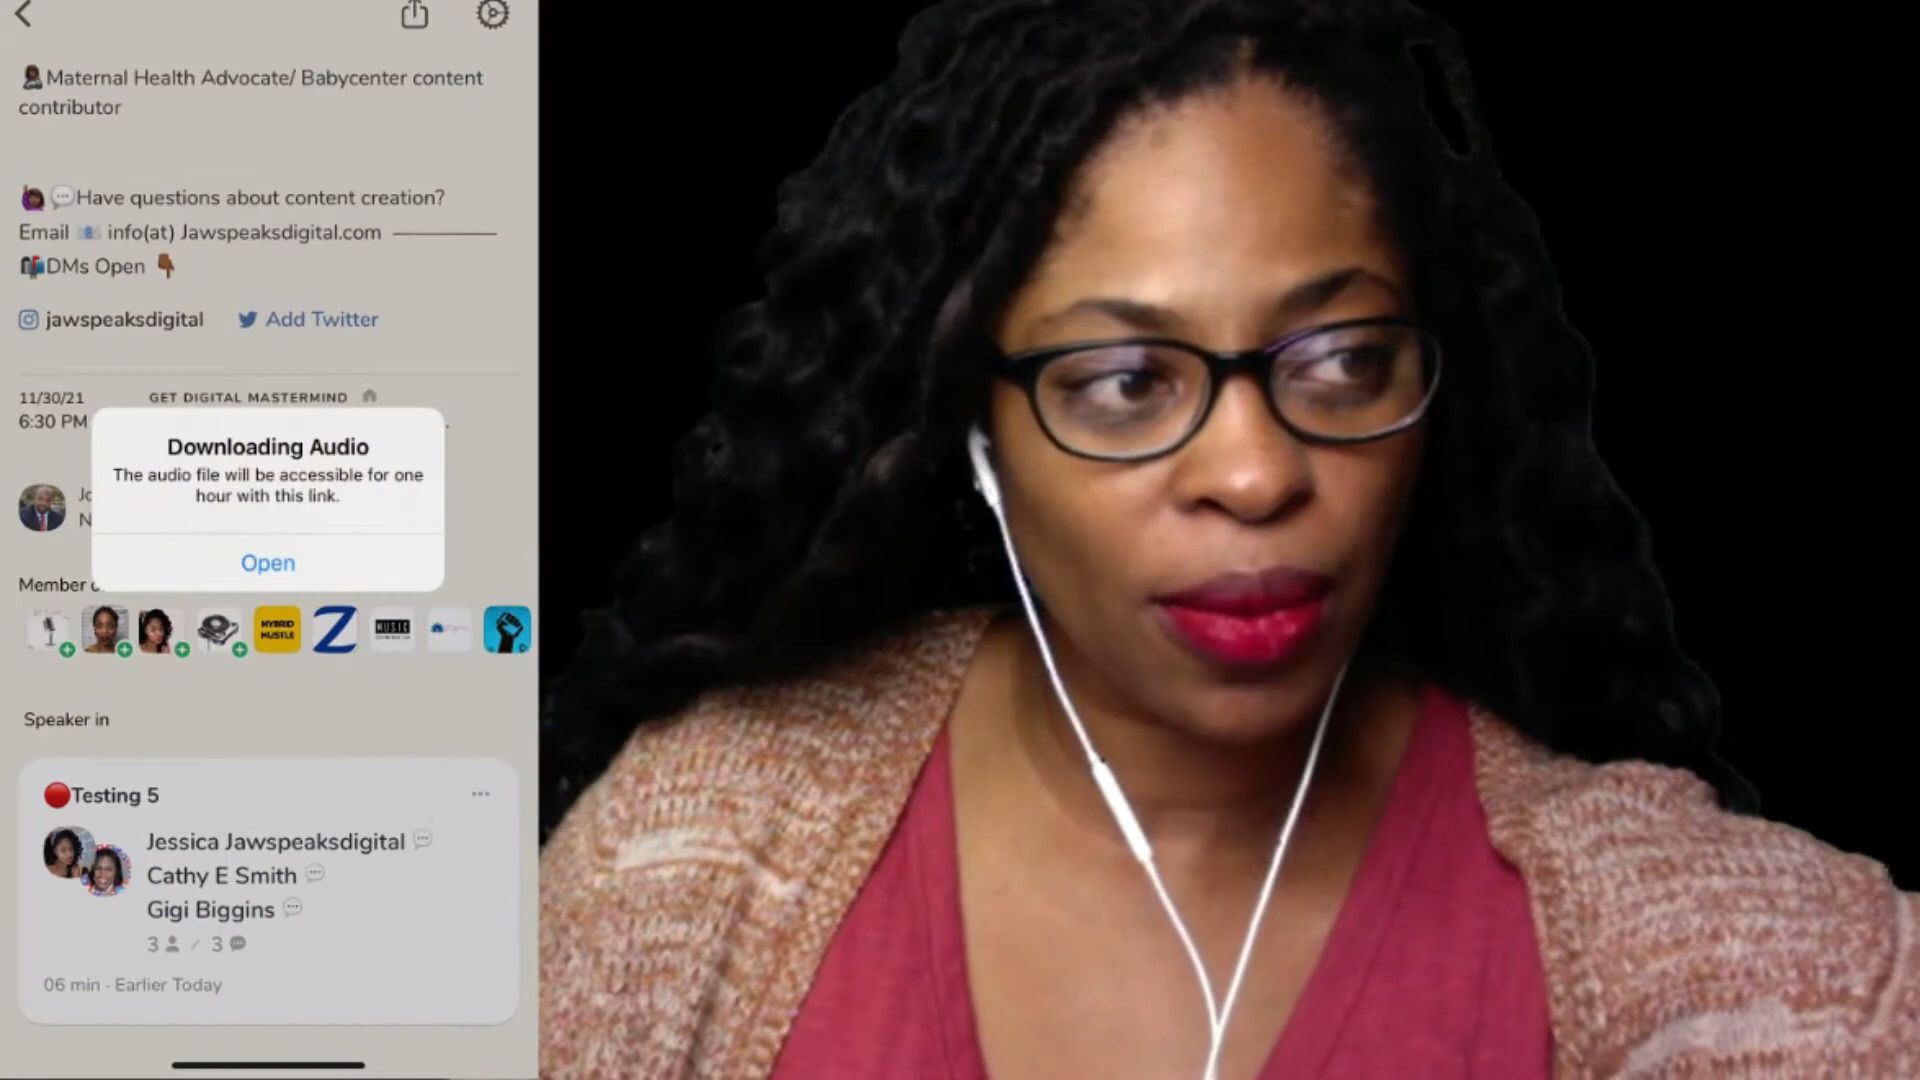 Maternal Health Advocate/ Babycenter content
contributor
Have questions about content creation?
Email info(at) Jawspeaksdigital.com
DMs Open
jawspeaksdigital Add Twitter
11/30/21 GET DIGITAL MASTERMIND
6:30 PM
Downloading Audio
The audio file will be accessible for one
hour with this link.
Open
Member
HYBRID
HUSTLE
Z
MUSIC
Speaker in
Testing 5
Jessica Jawspeaksdigital
Cathy E Smith
Gigi Biggins
3 / 3
06 min · Earlier Today